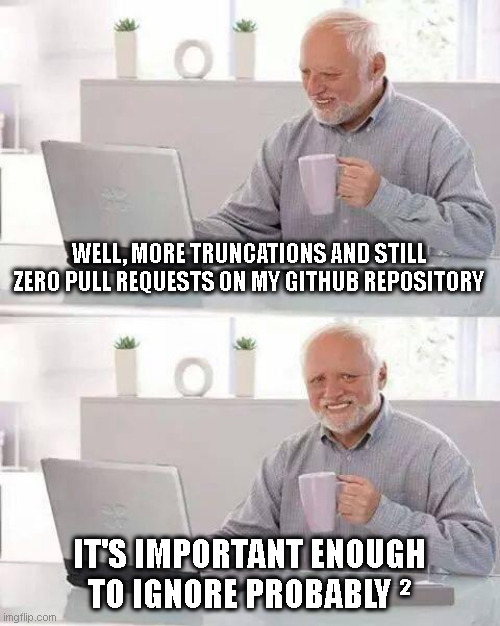 WELL, MORE TRUNCATIONS AND STILL
ZERO PULL REQUESTS ON MY GITHUB REPOSITORY
IT'S IMPORTANT ENOUGH
TO IGNORE PROBABLY ²
imgflip.com